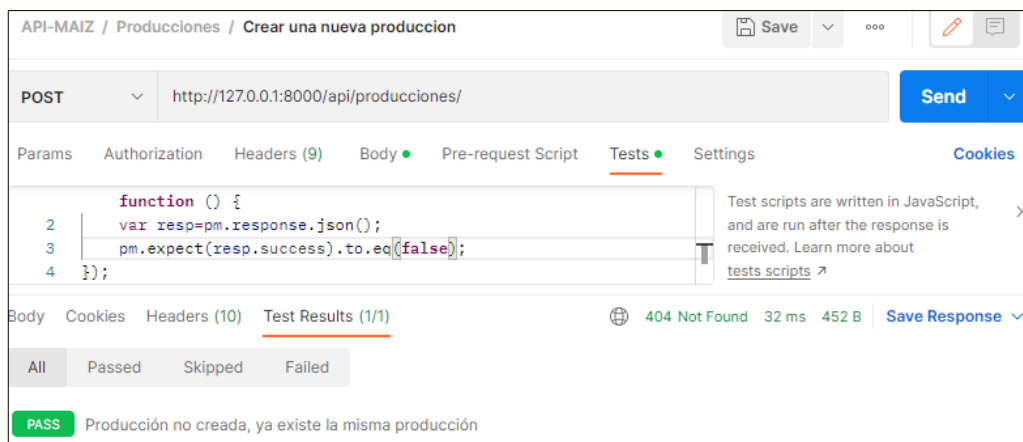 API-MAIZ / Producciones / Crear una nueva produccion
Save
ooo
POST
http://127.0.0.1:8000/api/producciones/
Send
Params Authorization Headers (9) Body Pre-request Script Tests Settings Cookies
function () {
2 var resp=pm.response.json();
3 pm.expect(resp.success).to.eq(false);
4 });
Test scripts are written in JavaScript,
and are run after the response is
received. Learn more about
tests scripts ↗
Body Cookies Headers (10) Test Results (1/1) 404 Not Found 32 ms 452 B Save Response
All Passed Skipped Failed
PASS Producción no creada, ya existe la misma producción